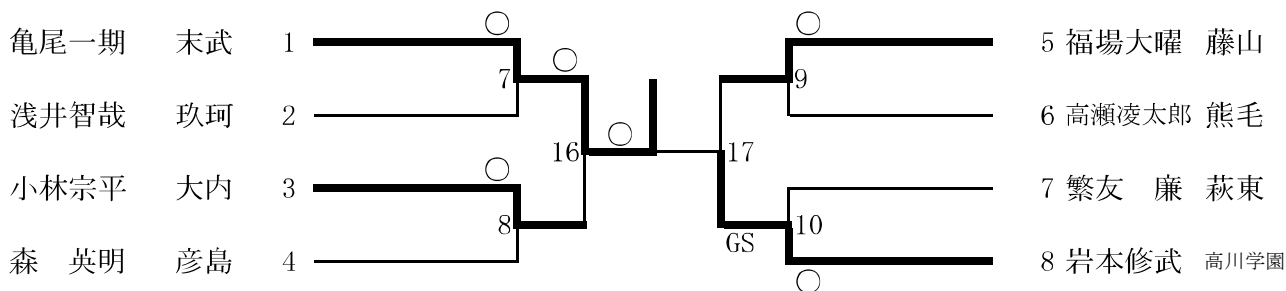 亀尾一期 末武 1
浅井智哉 玖珂 2
小林宗平 大内 3
森 英明 彦島 4
7
8
16
17
GS
9
10
5 福場大曜 藤山
6 高瀬凌太郎 熊毛
7 繁友 廉 萩東
8 岩本修武 高川学園